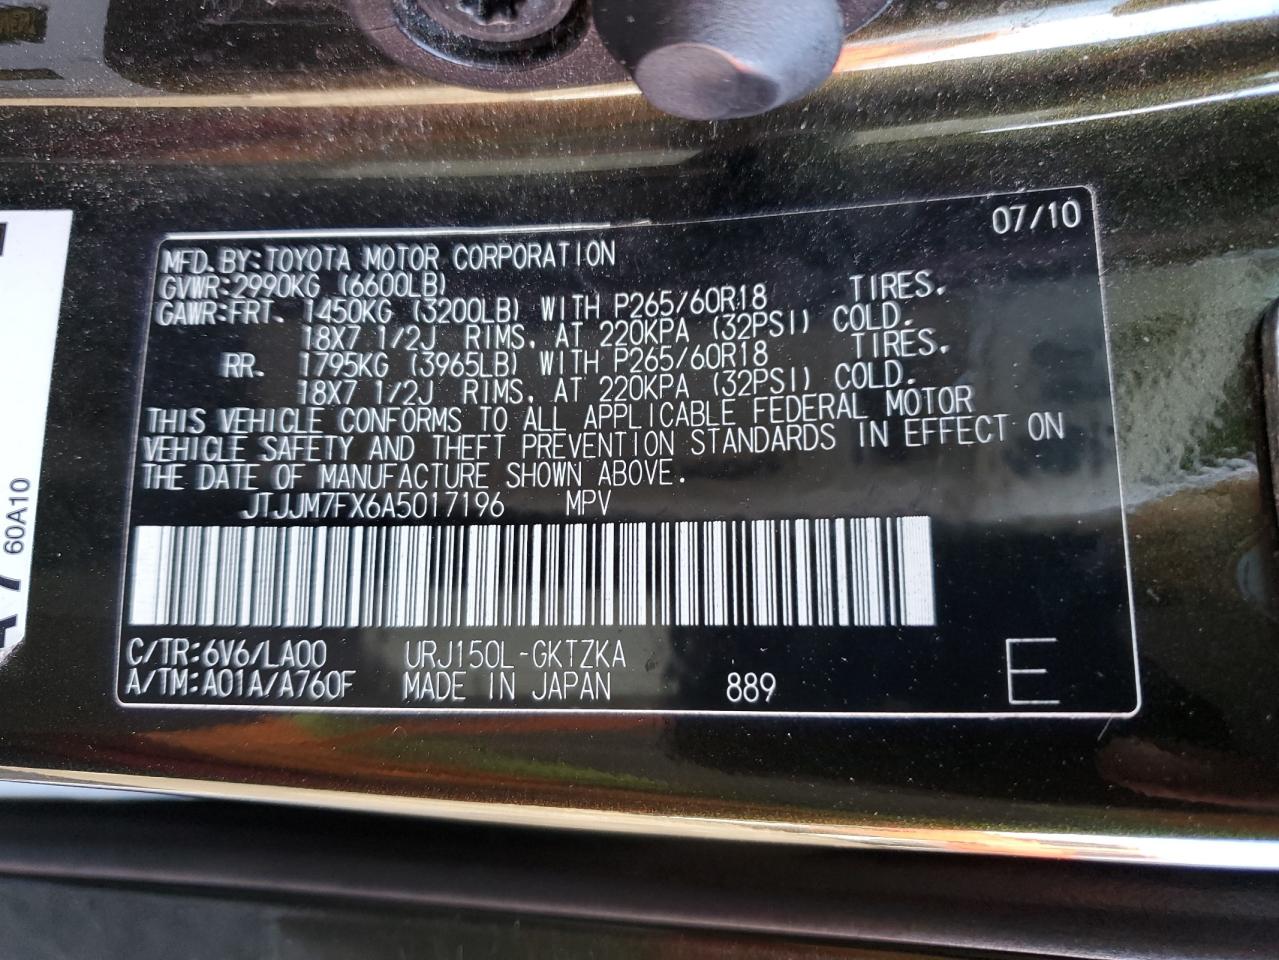 07/10
MFD. BY: TOYOTA MOTOR CORPORATION
GVWR: 2990KG (6600LB)
GAWR: FRT. 1450KG (3200LB) WITH P265/60R18 TIRES.
18X7 1/2J RIMS. AT 220KPA (32PSI) COLD.
RR. 1795KG (3965LB) WITH P265/60R18 TIRES.
18X7 1/2J RIMS. AT 220KPA (32PSI) COLD.
THIS VEHICLE CONFORMS TO ALL APPLICABLE FEDERAL MOTOR
VEHICLE SAFETY AND THEFT PREVENTION STANDARDS IN EFFECT ON
THE DATE OF MANUFACTURE SHOWN ABOVE.
JTJJM7FX6A5017196 MPV
C/TR: 6V6/LA00 URJ150L-GKTZKA
A/TM: A01A/A760F MADE IN JAPAN 889 E
60A10